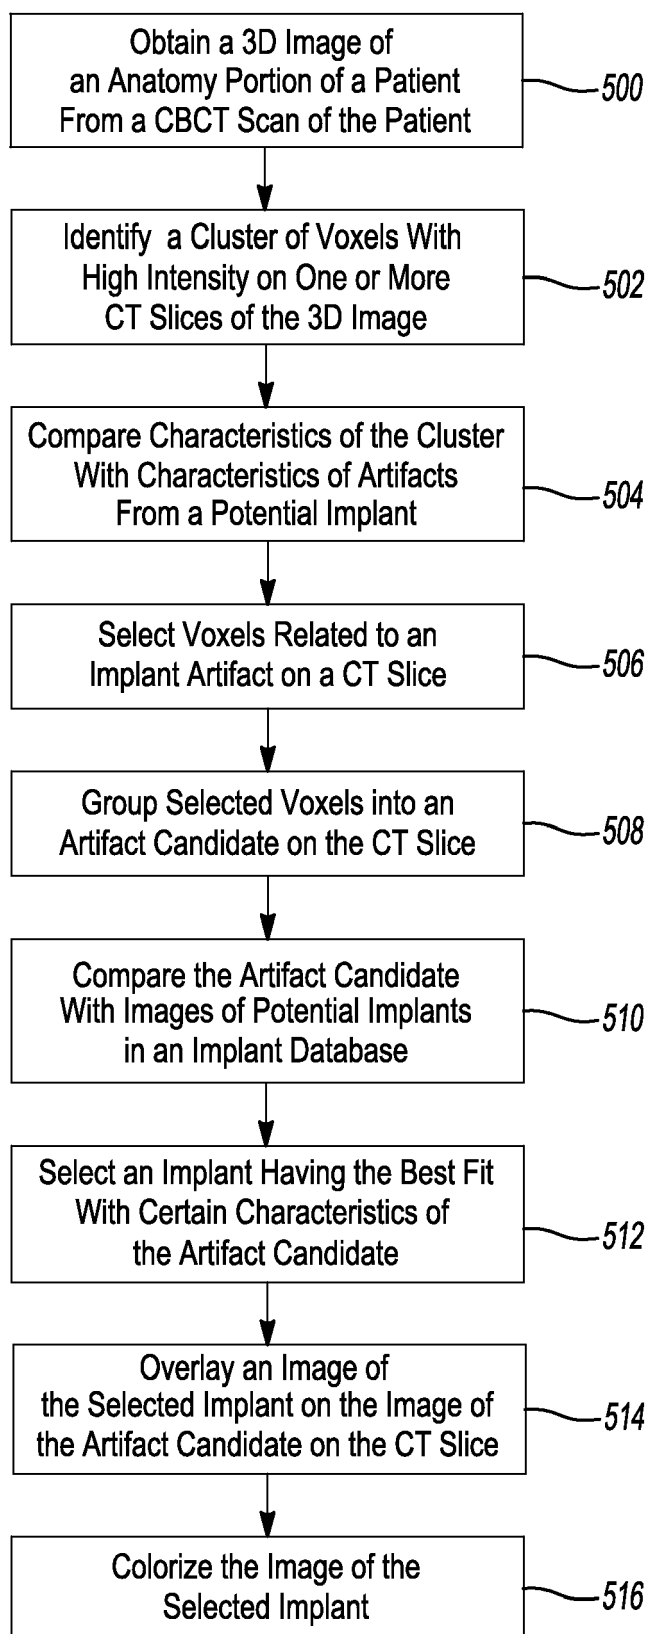 Obtain a 3D Image of
an Anatomy Portion of a Patient
From a CBCT Scan of the Patient
500
Identify a Cluster of Voxels With
High Intensity on One or More
CT Slices of the 3D Image
502
Compare Characteristics of the Cluster
With Characteristics of Artifacts
From a Potential Implant
504
Select Voxels Related to an
Implant Artifact on a CT Slice
506
Group Selected Voxels into an
Artifact Candidate on the CT Slice
508
Compare the Artifact Candidate
With Images of Potential Implants
in an Implant Database
510
Select an Implant Having the Best Fit
With Certain Characteristics of
the Artifact Candidate
512
Overlay an Image of
the Selected Implant on the Image of
the Artifact Candidate on the CT Slice
514
Colorize the Image of the
Selected Implant
516